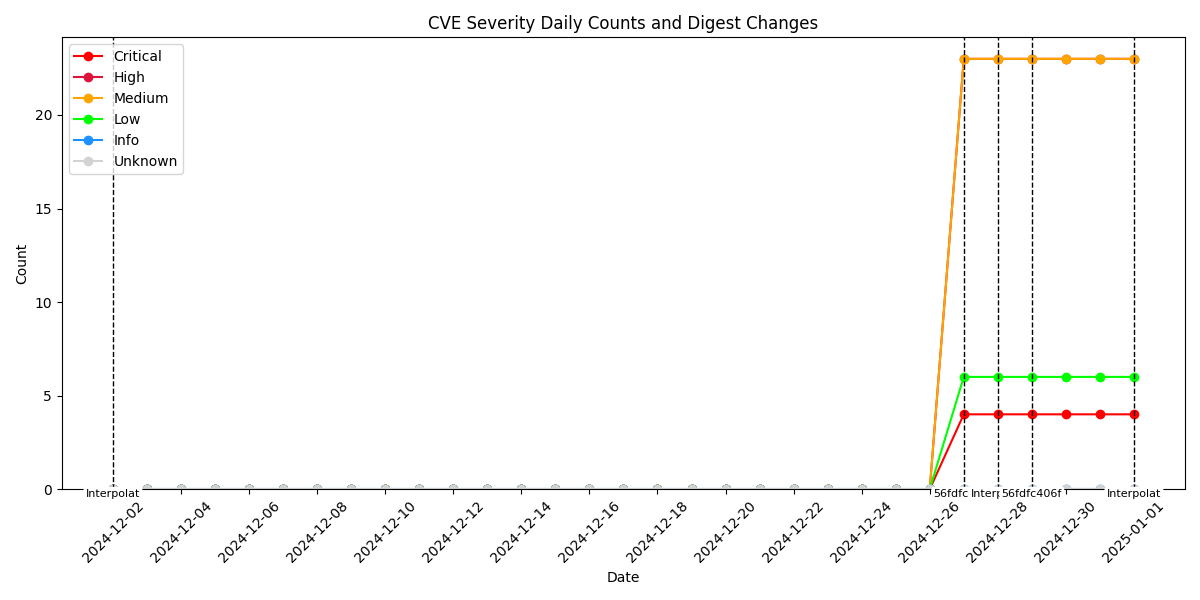 CVE Severity Daily Counts and Digest Changes
Critical
High
Medium
Low
Info
Unknown
Count
20
15
10
5
0
Interpolat
56fdfc
Inter
56fdfc406f
Interpolat
2024-12-02
2024-12-04
2024-12-06
2024-12-08
2024-12-10
2024-12-12
2024-12-14
2024-12-16
2024-12-18
2024-12-20
2024-12-22
2024-12-24
2024-12-26
2024-12-28
2024-12-30
2025-01-01
Date